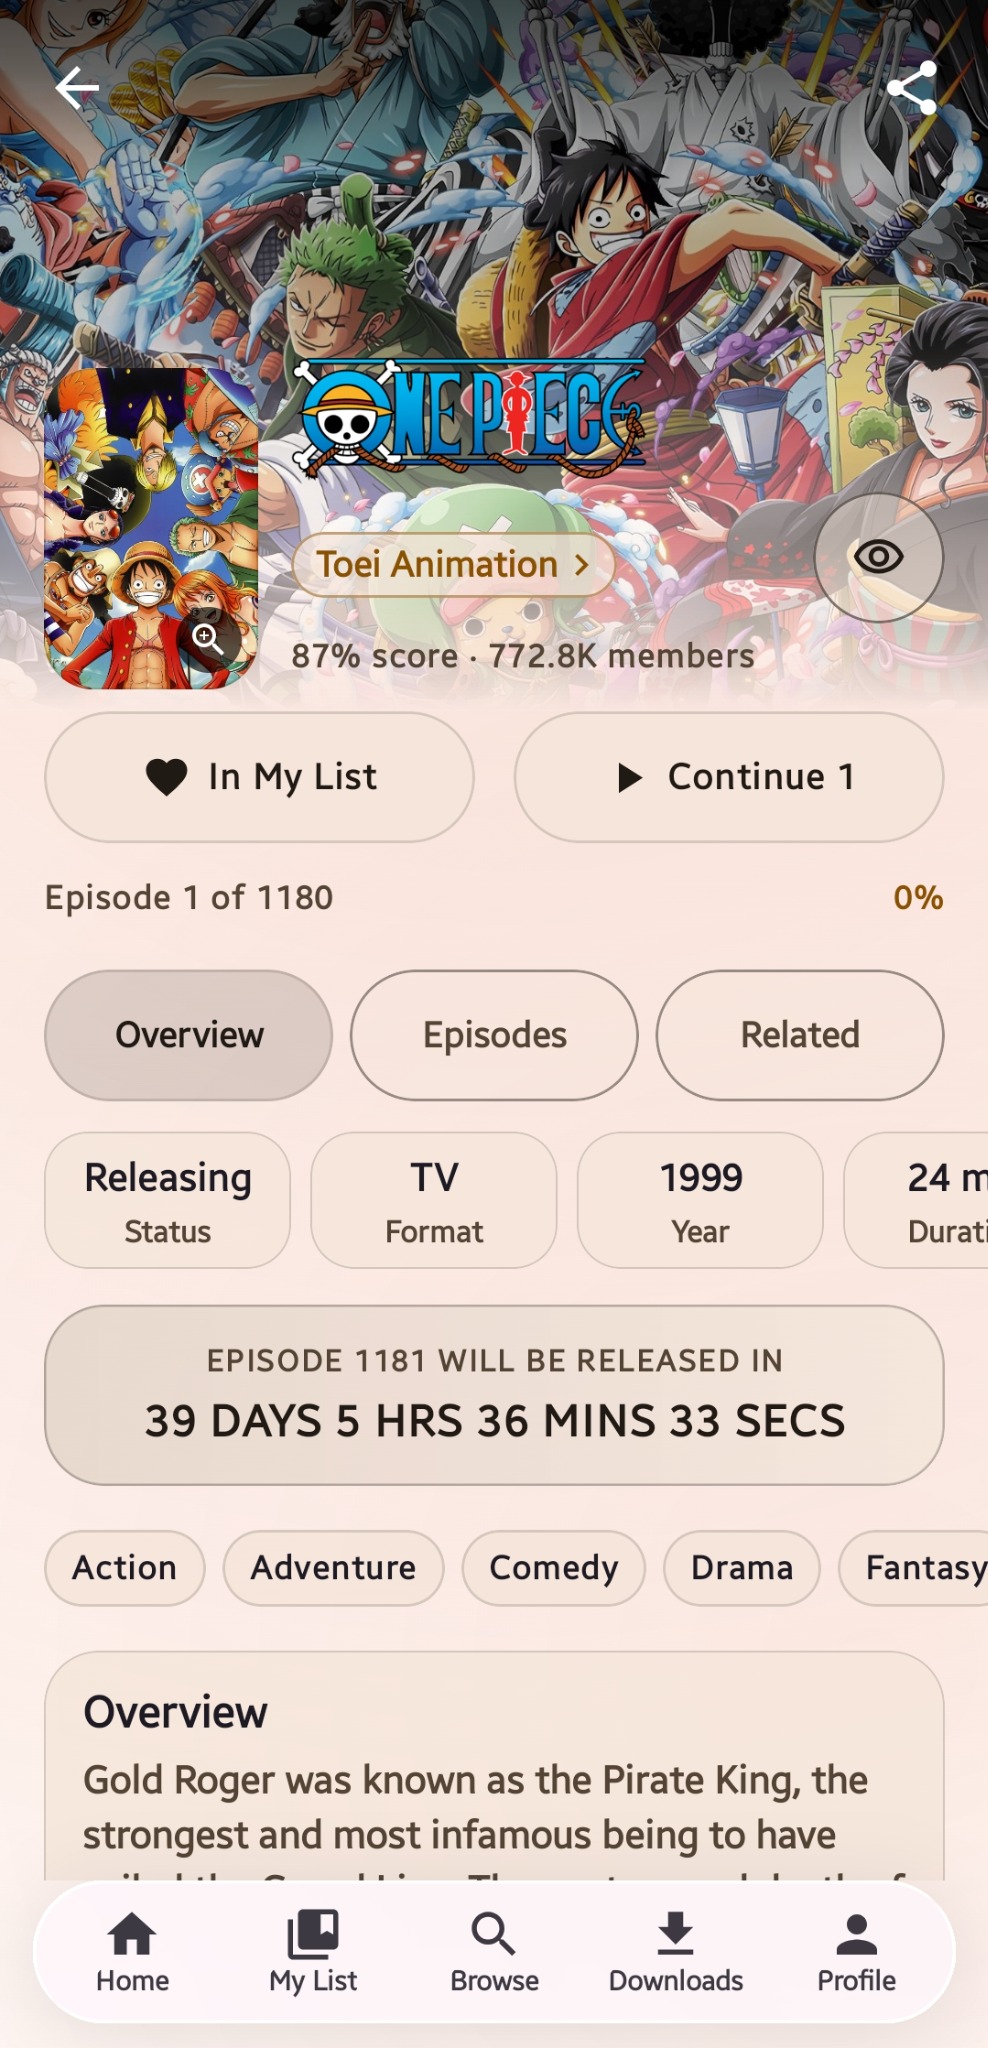 ONE PIECE
Toei Animation
87% score · 772.8K members
In My List
Continue 1
Episode 1 of 1180
0%
Overview
Episodes
Related
Releasing
Status
TV
Format
1999
Year
24 m
Durati
EPISODE 1181 WILL BE RELEASED IN
39 DAYS 5 HRS 36 MINS 33 SECS
Action
Adventure
Comedy
Drama
Fantasy
Overview
Gold Roger was known as the Pirate King, the
strongest and most infamous being to have
Home
My List
Browse
Downloads
Profile